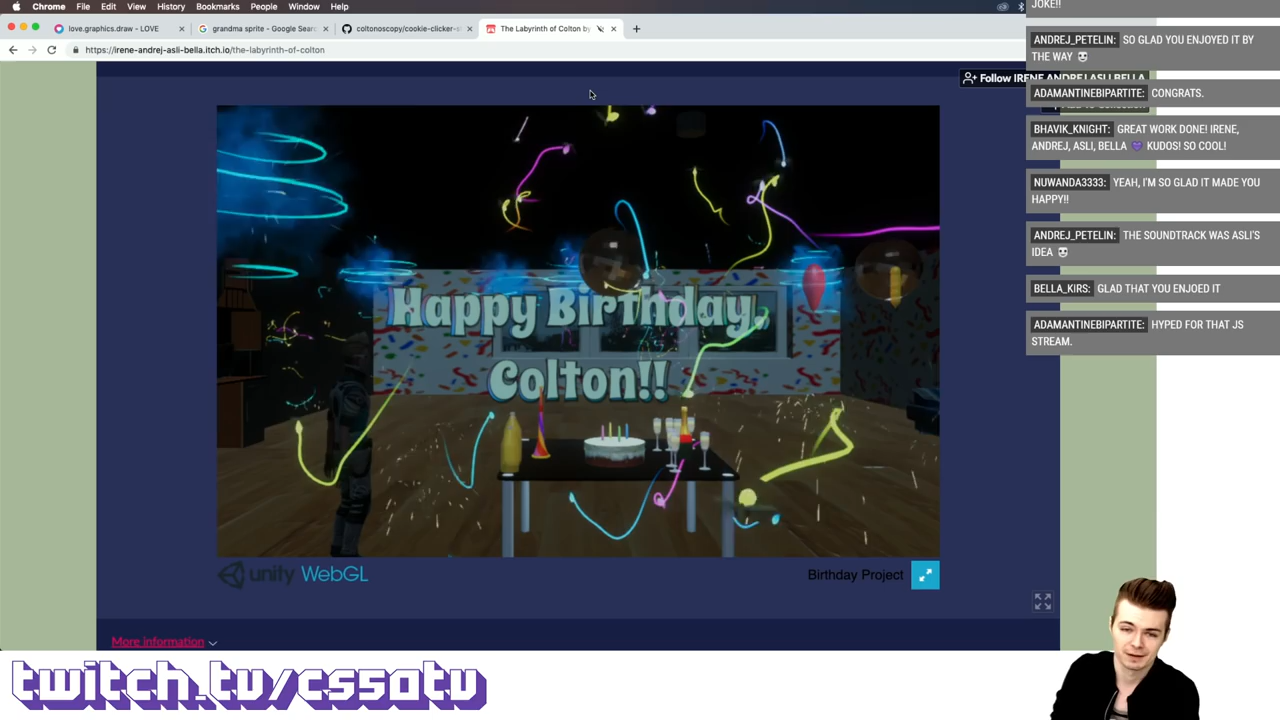 Chrome File Edit View History Bookmarks People Window Help
love.graphics.draw - LOVE
grandma sprite - Google Searc
coltonoscopy/cookie-clicker-s
The Labyrinth of Colton by
https://irene-andrej-asli-bella.itch.io/the-labyrinth-of-colton
Follow IRENE ANDREJ ASLI BELLA
JOKE!!
ANDREJ_PETELIN: SO GLAD YOU ENJOYED IT BY
THE WAY
ADAMANTINEBIPARTITE: CONGRATS.
BHAVIK_KNIGHT: GREAT WORK DONE! IRENE,
ANDREJ, ASLI, BELLA 💜 KUDOS! SO COOL!
NUWANDA3333: YEAH, I'M SO GLAD IT MADE YOU
HAPPY!!
ANDREJ_PETELIN: THE SOUNDTRACK WAS ASLI'S
IDEA
BELLA_KIRS: GLAD THAT YOU ENJOED IT
ADAMANTINEBIPARTITE: HYPED FOR THAT JS
STREAM.
Happy Birthday,
Colton!!
unity WebGL
Birthday Project
More information
twitch.tv/cs50tv